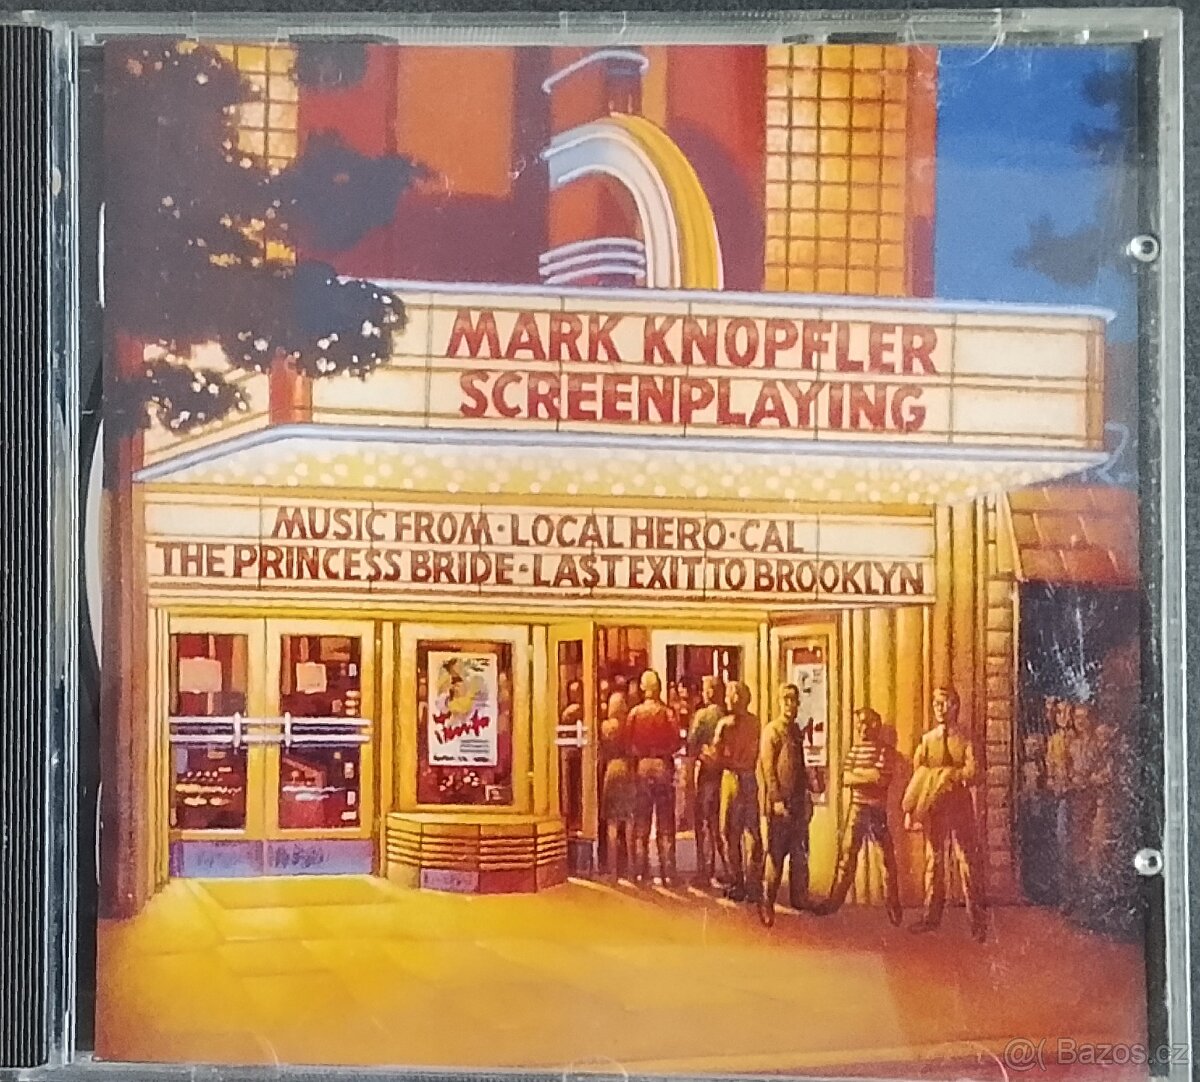 MARK KNOPFLER
SCREENPLAYING
MUSIC FROM·LOCAL HERO·CAL
THE PRINCESS BRIDE·LAST EXIT TO BROOKLYN
@( Bazos.cz